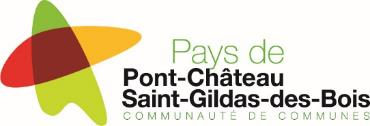 Pays de
Pont-Château
Saint-Gildas-des-Bois
COMMUNAUTÉ DE COMMUNES